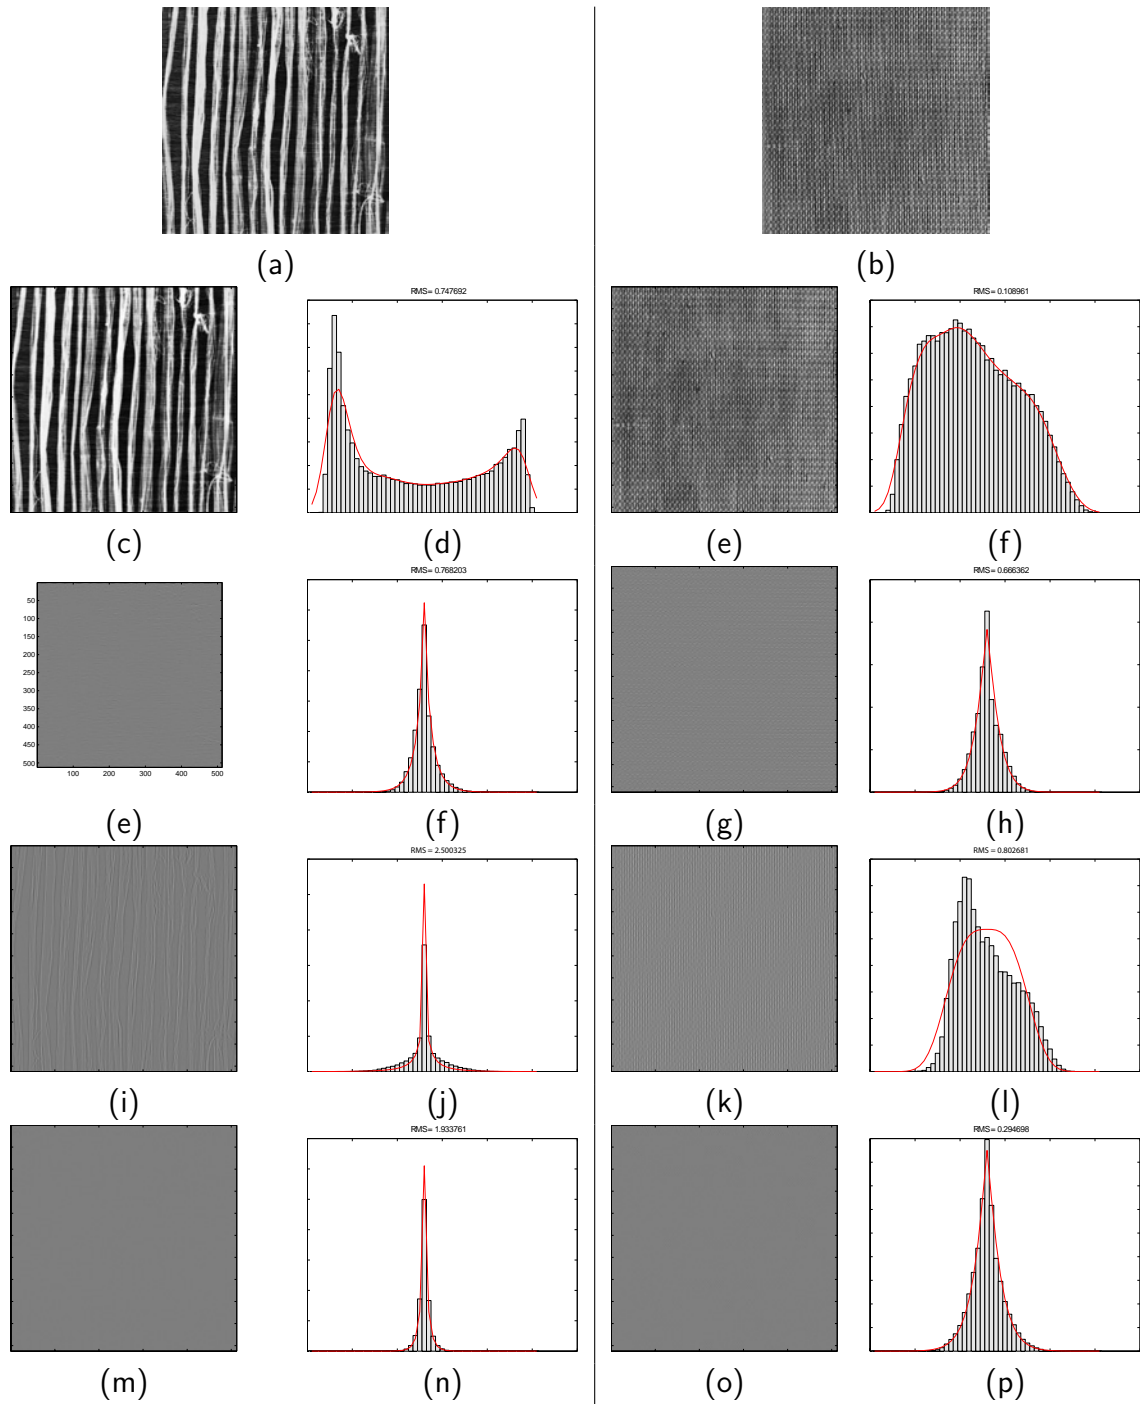 (a)
(b)
RMS= 0.747692
RMS= 0.108961
(c)
(d)
(e)
(f)
RMS= 0.768203
RMS= 0.666362
50
100
150
200
250
300
350
400
450
500
100 200 300 400 500
(e)
(f)
(g)
(h)
RMS = 2.500325
RMS = 0.802681
(i)
(j)
(k)
(l)
RMS= 1.933761
RMS= 0.294698
(m)
(n)
(o)
(p)